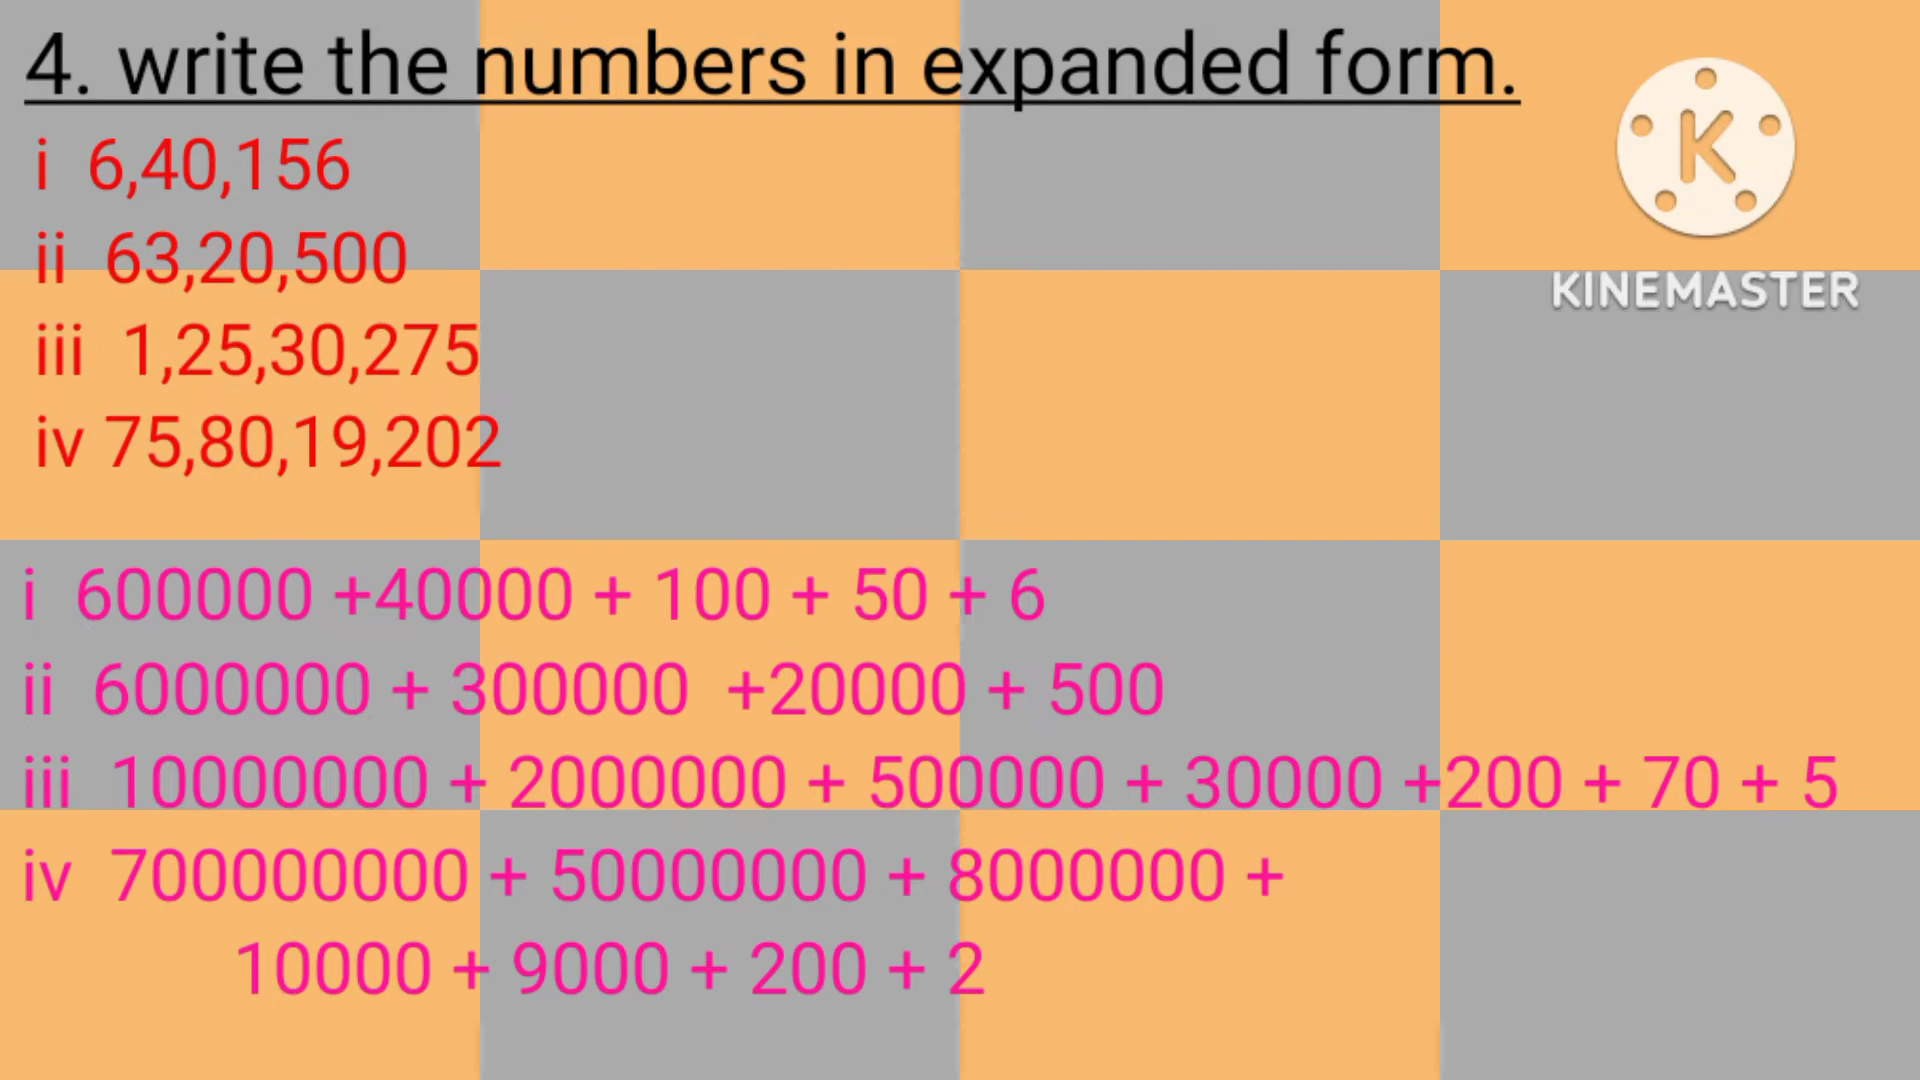 4. write the numbers in expanded form.
i 6,40,156
ii 63,20,500
iii 1,25,30,275
iv 75,80,19,202
K
KINEMASTER
i 600000 +40000 + 100 + 50 + 6
ii 6000000 + 300000 +20000 + 500
iii 10000000 + 2000000 + 500000 + 30000 +200 + 70 + 5
iv 700000000 + 50000000 + 8000000 +
10000 + 9000 + 200 + 2